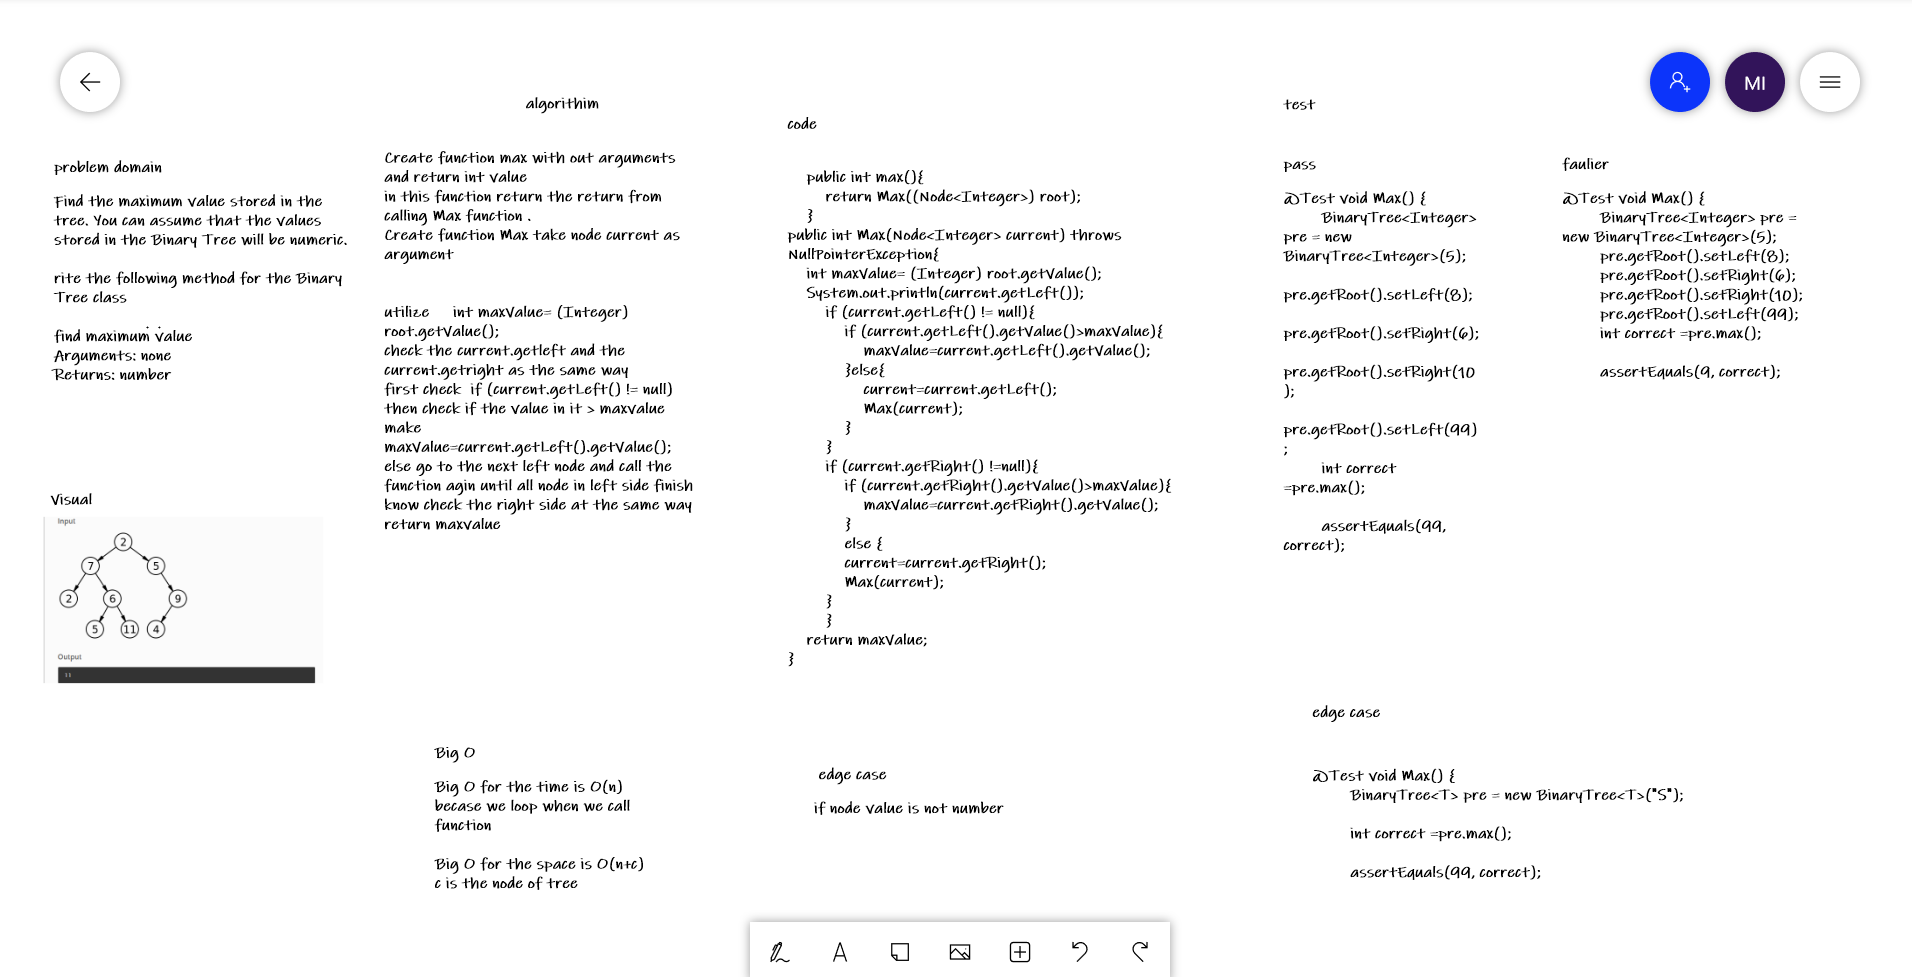 MI
problem domain
Find the maximum value stored in the
tree. You can assume that the values
stored in the Binary Tree will be numeric.
rite the following method for the Binary
Tree class
find maximum value
Arguments: none
Returns: number
Visual
Input
2
7
5
2
6
9
5
11
4
Output
11
algorithim
Create function max with out arguments
and return int value
in this function return the return from
calling Max function .
Create function Max take node current as
argument
utilize int maxValue= (Integer)
root.getValue();
check the current.getleft and the
current.getright as the same way
first check if (current.getLeft() != null)
then check if the value in it > maxvalue
make
maxValue=current.getLeft().getValue();
else go to the next left node and call the
function agin until all node in left side finish
know check the right side at the same way
return maxvalue
Big O
Big O for the time is O(n)
becase we loop when we call
function
Big O for the space is O(n+c)
c is the node of tree
code
public int max(){
return Max((Node<Integer>) root);
}
public int Max(Node<Integer> current) throws
NullPointerException{
int maxValue= (Integer) root.getValue();
System.out.println(current.getLeft());
if (current.getLeft() != null){
if (current.getLeft().getValue()>maxValue){
maxValue=current.getLeft().getValue();
}else{
current=current.getLeft();
Max(current);
}
}
if (current.getRight() !=null){
if (current.getRight().getValue()>maxValue){
maxValue=current.getRight().getValue();
}
else {
current=current.getRight();
Max(current);
}
}
return maxValue;
}
edge case
if node value is not number
test
pass
@Test void Max() {
BinaryTree<Integer>
pre = new
BinaryTree<Integer>(5);
pre.getRoot().setLeft(8);
pre.getRoot().setRight(6);
pre.getRoot().setRight(10
);
pre.getRoot().setLeft(99)
;
int correct
=pre.max();
assertEquals(99,
correct);
faulier
@Test void Max() {
BinaryTree<Integer> pre =
new BinaryTree<Integer>(5);
pre.getRoot().setLeft(8);
pre.getRoot().setRight(6);
pre.getRoot().setRight(10);
pre.getRoot().setLeft(99);
int correct =pre.max();
assertEquals(9, correct);
edge case
@Test void Max() {
BinaryTree<T> pre = new BinaryTree<T>("S");
int correct =pre.max();
assertEquals(99, correct);